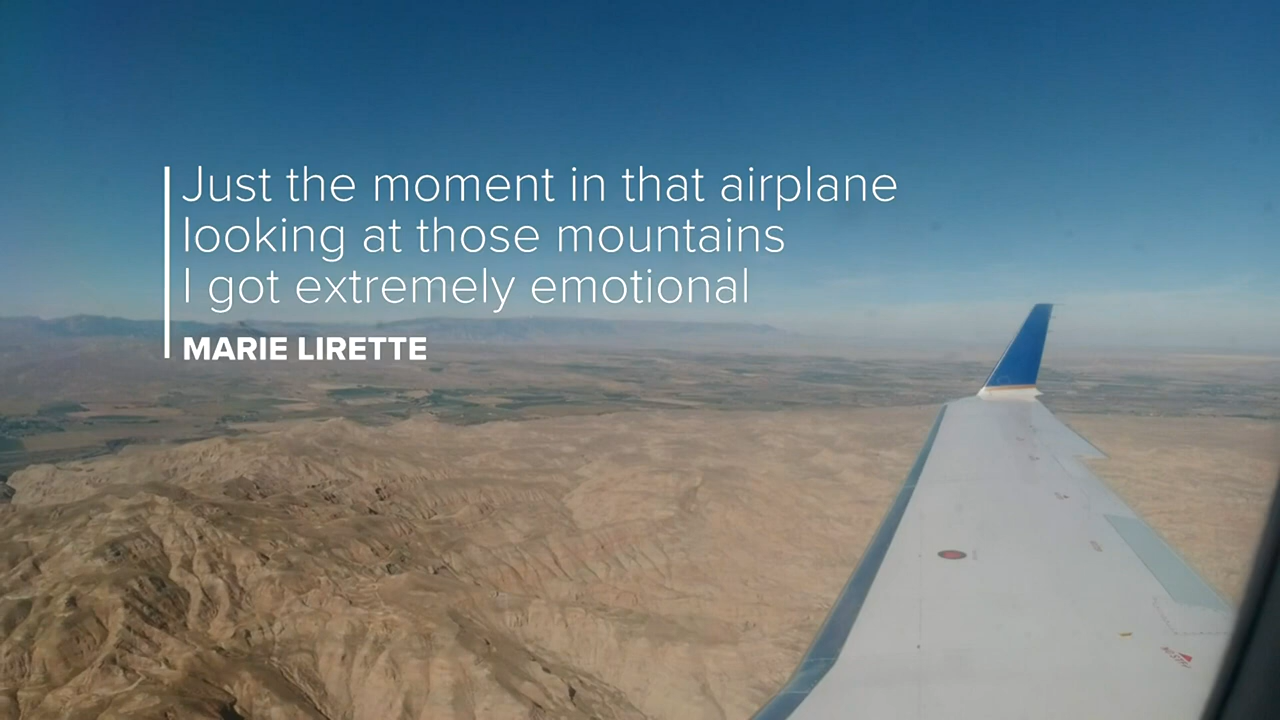 Just the moment in that airplane
looking at those mountains
I got extremely emotional
MARIE LIRETTE